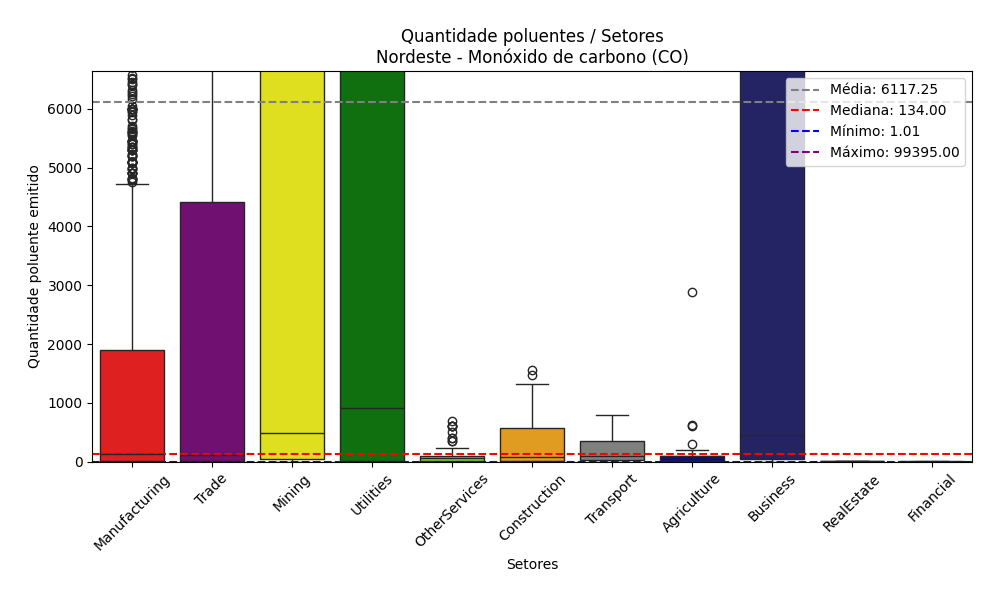 Quantidade poluentes / Setores
Nordeste - Monóxido de carbono (CO)
Quantidade poluente emitido
6000
5000
4000
3000
2000
1000
0
Média: 6117.25
Mediana: 134.00
Mínimo: 1.01
Máximo: 99395.00
Manufacturing
Trade
Mining
Utilities
OtherServices
Construction
Transport
Agriculture
Business
RealEstate
Financial
Setores